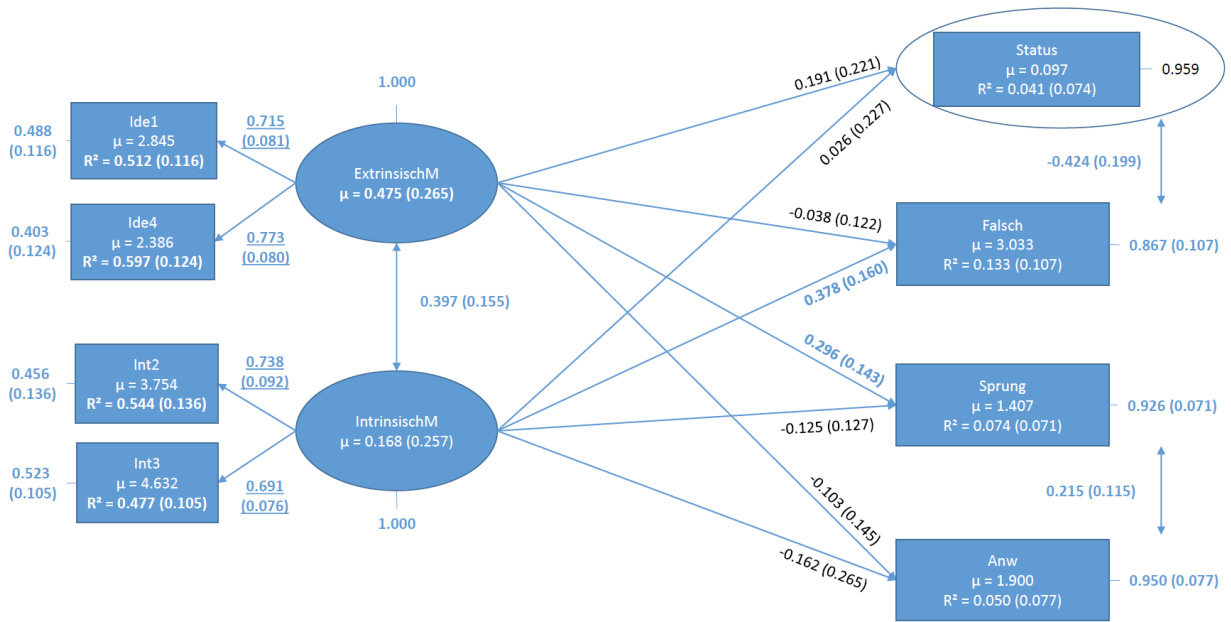 1.000
0.488
(0.116)
Ide1
µ = 2.845
R² = 0.512 (0.116)
0.715
(0.081)
0.403
(0.124)
Ide4
µ = 2.386
R² = 0.597 (0.124)
0.773
(0.080)
ExtrinsischM
µ = 0.475 (0.265)
0.397 (0.155)
0.456
(0.136)
Int2
µ = 3.754
R² = 0.544 (0.136)
0.738
(0.092)
0.523
(0.105)
Int3
µ = 4.632
R² = 0.477 (0.105)
0.691
(0.076)
IntrinsischM
µ = 0.168 (0.257)
1.000
0.191 (0.221)
0.026 (0.227)
-0.038 (0.122)
0.378 (0.160)
0.296 (0.143)
-0.125 (0.127)
-0.103 (0.145)
-0.162 (0.265)
Status
µ = 0.097
R² = 0.041 (0.074)
0.959
-0.424 (0.199)
Falsch
µ = 3.033
R² = 0.133 (0.107)
0.867 (0.107)
Sprung
µ = 1.407
R² = 0.074 (0.071)
0.926 (0.071)
0.215 (0.115)
Anw
µ = 1.900
R² = 0.050 (0.077)
0.950 (0.077)